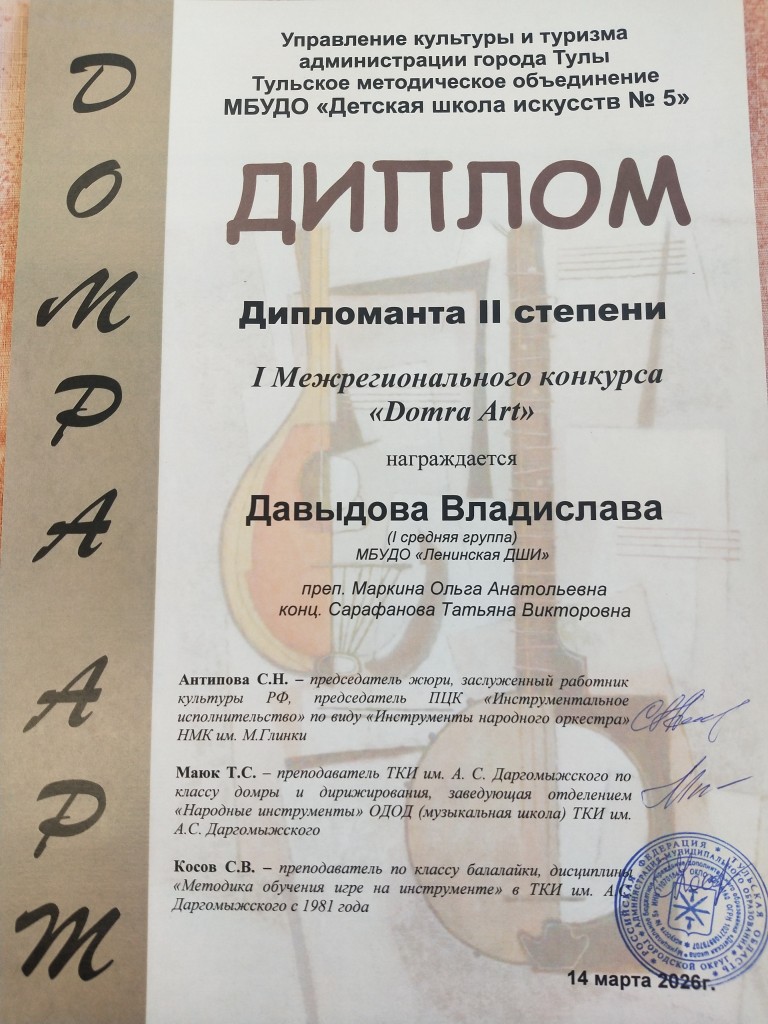 ДОМРА АРТ
Управление культуры и туризма
администрации города Тулы
Тульское методическое объединение
МБУДО «Детская школа искусств № 5»
ДИПЛОМ
Дипломанта II степени
I Межрегионального конкурса
«Domra Art»
награждается
Давыдова Владислава
(I средняя группа)
МБУДО «Ленинская ДШИ»
преп. Маркина Ольга Анатольевна
конц. Сарафанова Татьяна Викторовна
Антипова С.Н. – председатель жюри, заслуженный работник
культуры РФ, председатель ПЦК «Инструментальное
исполнительство» по виду «Инструменты народного оркестра»
НМК им. М.Глинки
Маюк Т.С. – преподаватель ТКИ им. А. С. Даргомыжского по
классу домры и дирижирования, заведующая отделением
«Народные инструменты» ОДОД (музыкальная школа) ТКИ им.
А.С. Даргомыжского
Косов С.В. – преподаватель по классу балалайки, дисциплины
«Методика обучения игре на инструменте» в ТКИ им.
Даргомыжского с 1981 года
РОССИЙСКАЯ ФЕДЕРАЦИЯ * ТУЛЬСКАЯ ОБЛАСТЬ
14 марта 2026г.